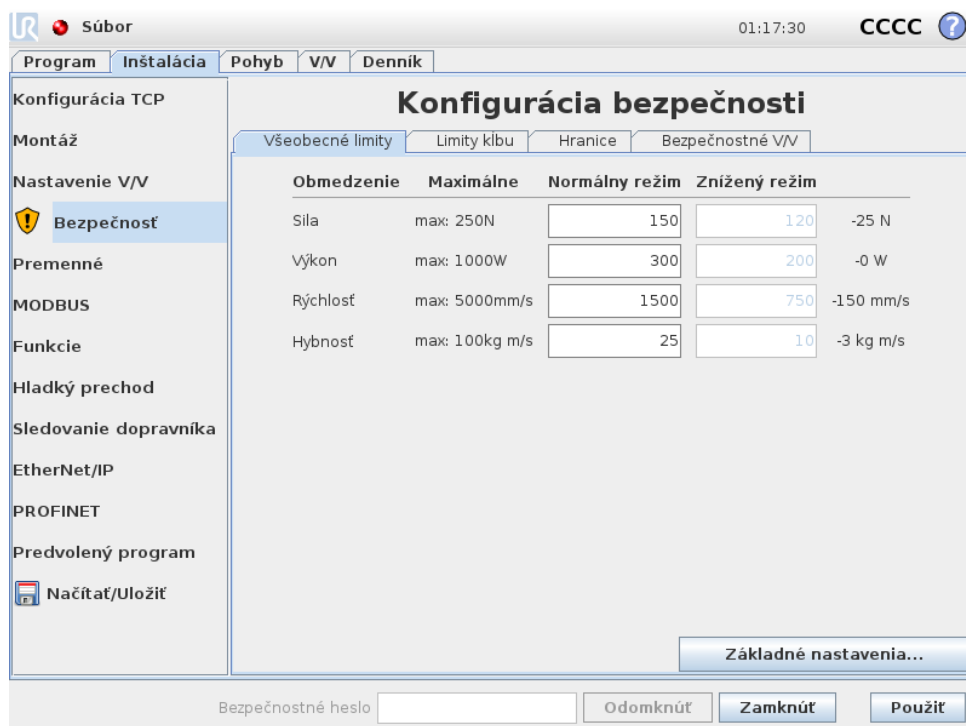 Súbor 01:17:30 CCCC ?
Program Inštalácia Pohyb V/V Denník
Konfigurácia TCP
Montáž
Nastavenie V/V
Bezpečnosť
Premenné
MODBUS
Funkcie
Hladký prechod
Sledovanie dopravníka
EtherNet/IP
PROFINET
Predvolený program
Načítať/Uložiť
Konfigurácia bezpečnosti
Všeobecné limity Limity kĺbu Hranice Bezpečnostné V/V
Obmedzenie Maximálne Normálny režim Znížený režim
Sila max: 250N 150 120 -25 N
Výkon max: 1000W 300 200 -0 W
Rýchlosť max: 5000mm/s 1500 750 -150 mm/s
Hybnosť max: 100kg m/s 25 10 -3 kg m/s
Základné nastavenia...
Bezpečnostné heslo Odomknúť Zamknúť Použiť